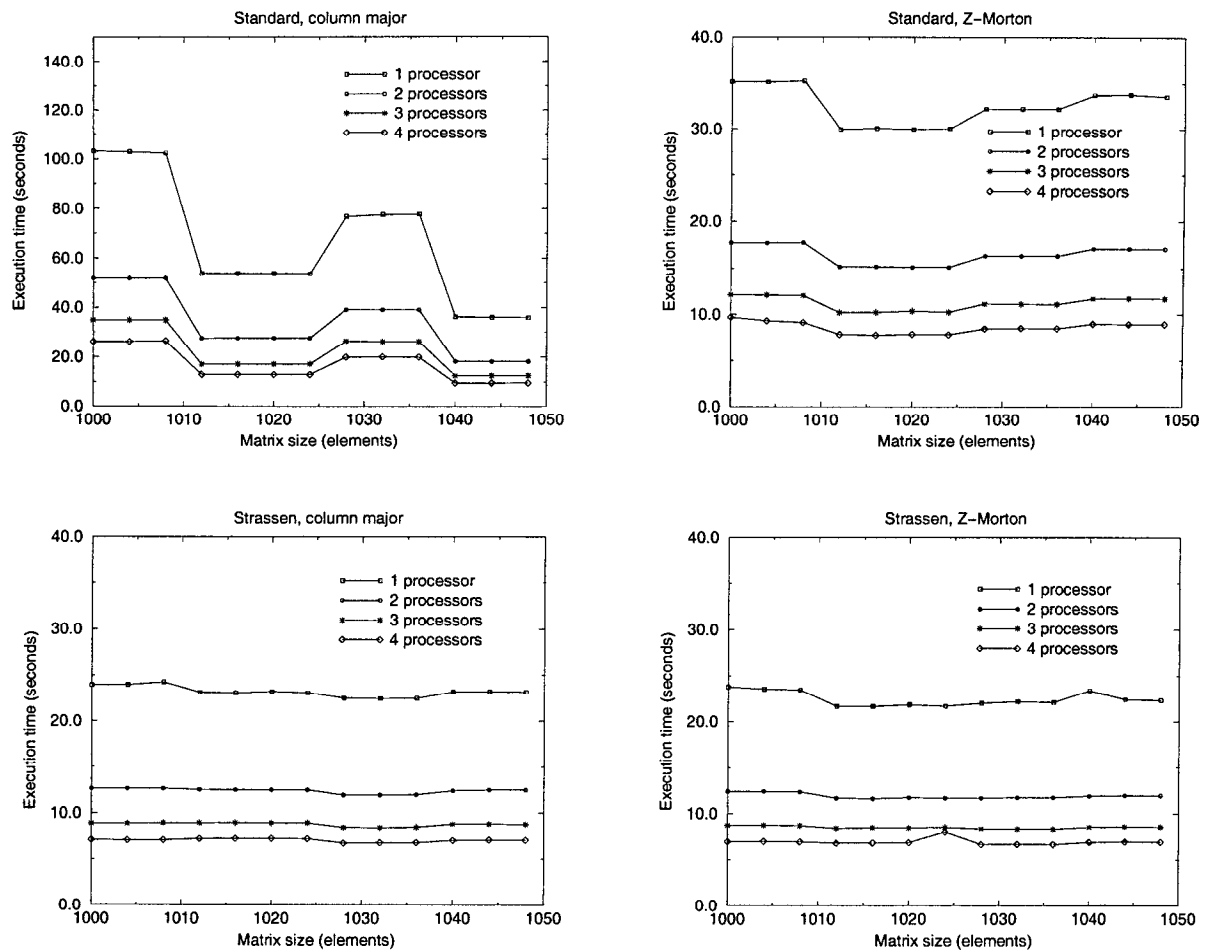 Standard, column major
150.0
120.0
100.0
80.0
60.0
40.0
20.0
0.0
Execution time (seconds)
1 processor
2 processors
3 processors
4 processors
1000 1010 1020 1030 1040 1050
Matrix size (elements)
Standard, Z-Morton
40.0
30.0
20.0
10.0
0.0
Execution time (seconds)
1 processor
2 processors
3 processors
4 processors
1000 1010 1020 1030 1040 1050
Matrix size (elements)
Strassen, column major
40.0
30.0
20.0
10.0
0.0
Execution time (seconds)
1 processor
2 processors
3 processors
4 processors
1000 1010 1020 1030 1040 1050
Matrix size (elements)
Strassen, Z-Morton
40.0
30.0
20.0
10.0
0.0
Execution time (seconds)
1 processor
2 processors
3 processors
4 processors
1000 1010 1020 1030 1040 1050
Matrix size (elements)